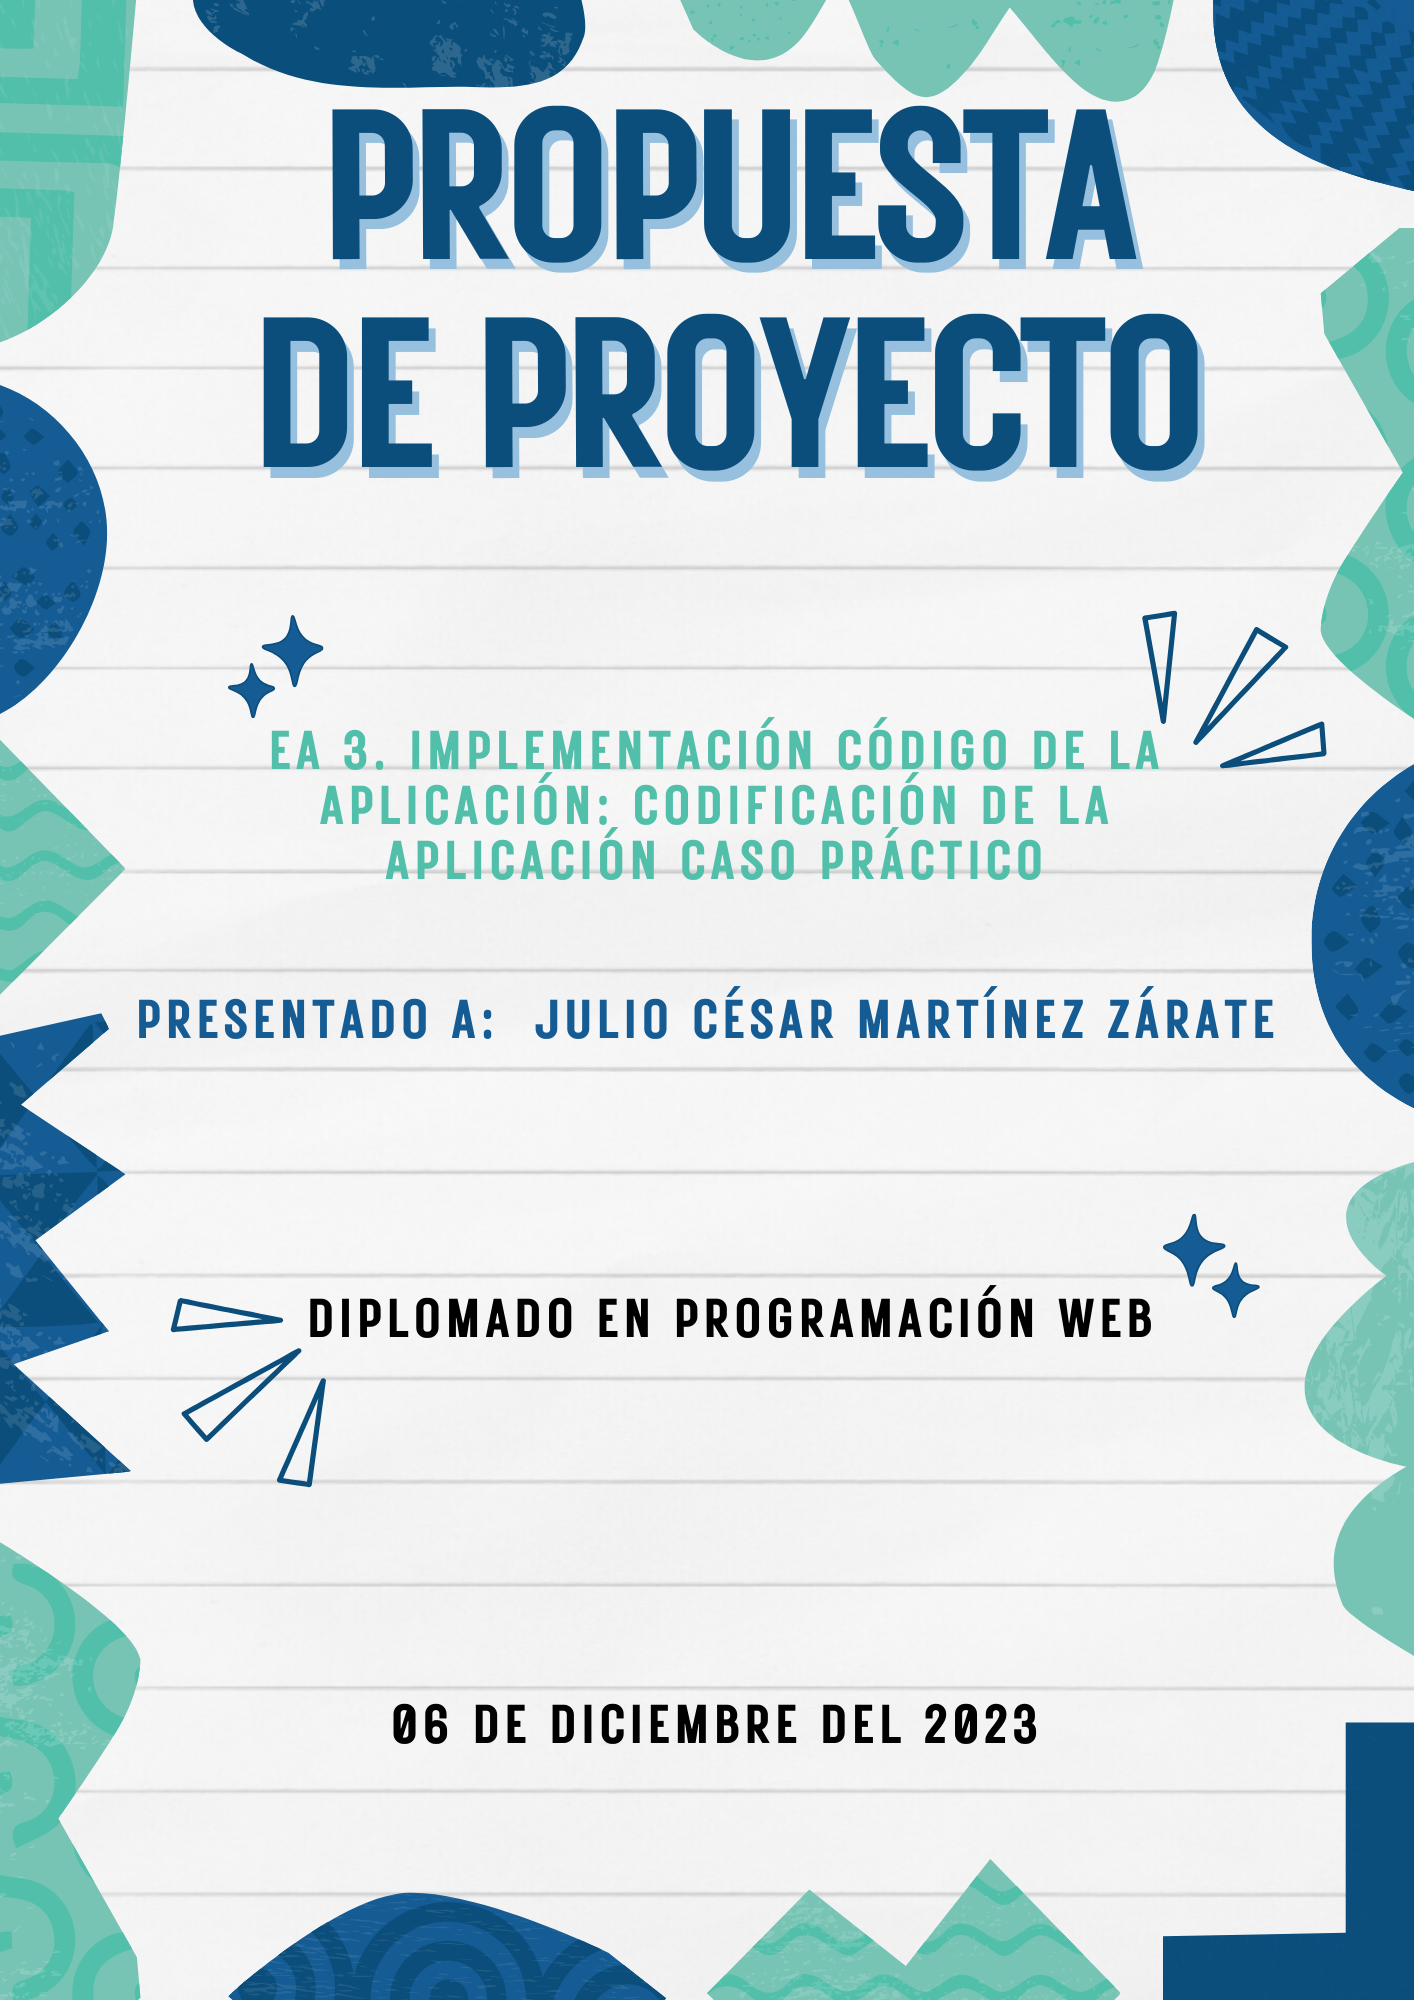 PROPUESTA
DE PROYECTO
EA 3. IMPLEMENTACIÓN CÓDIGO DE LA
APLICACIÓN: CODIFICACIÓN DE LA
APLICACIÓN CASO PRÁCTICO
PRESENTADO A: JULIO CÉSAR MARTÍNEZ ZÁRATE
DIPLOMADO EN PROGRAMACIÓN WEB
06 DE DICIEMBRE DEL 2023